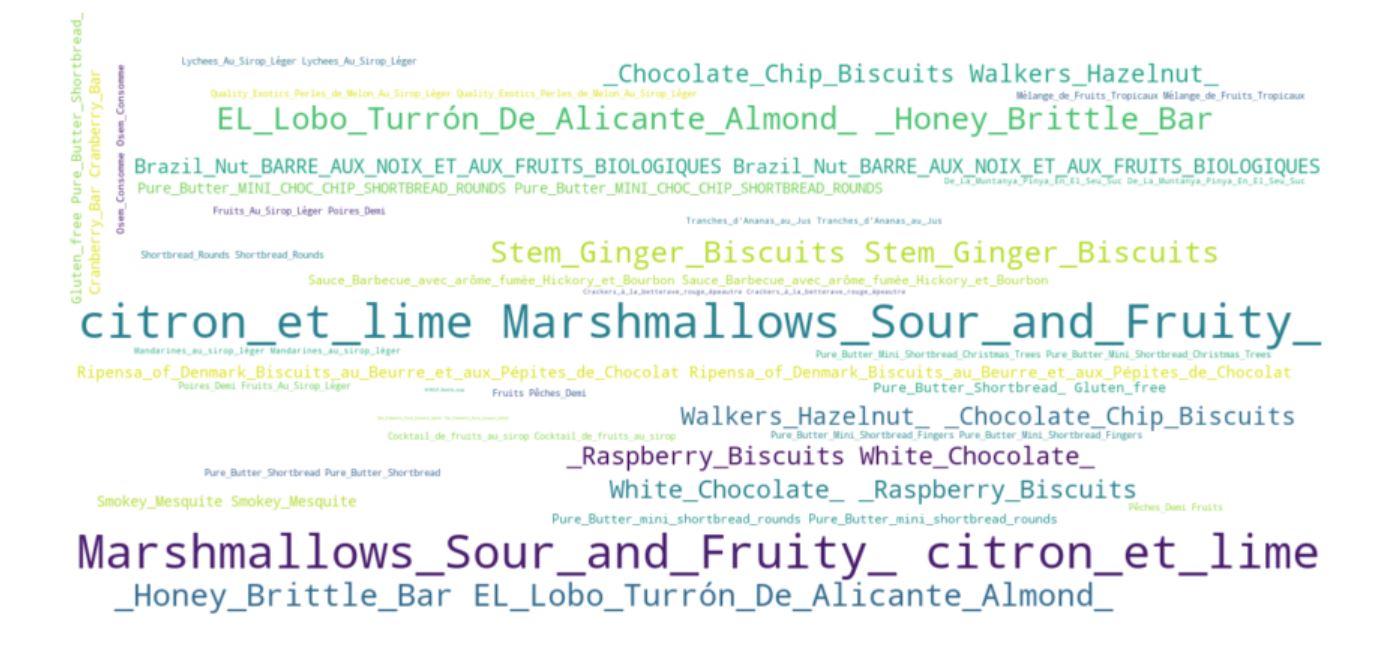 Gluten_free Pure_Butter_Shortbread_
Cranberry_Bar Cranberry_Bar
Osem_Consomme Osem_Consomme
Lychees_Au_Sirop_Léger Lychees_Au_Sirop_Léger
_Chocolate_Chip_Biscuits Walkers_Hazelnut_
Quality_Exotics_Perles_de_Melon_Au_Sirop_Léger Quality_Exotics_Perles_de_Melon_Au_Sirop_Léger
Mélange_de_Fruits_Tropicaux Mélange_de_Fruits_Tropicaux
EL_Lobo_Turrón_De_Alicante_Almond_ _Honey_Brittle_Bar
Brazil_Nut_BARRE_AUX_NOIX_ET_AUX_FRUITS_BIOLOGIQUES Brazil_Nut_BARRE_AUX_NOIX_ET_AUX_FRUITS_BIOLOGIQUES
De_La_Muntanya_Pinya_En_El_Seu_Suc De_La_Muntanya_Pinya_En_El_Seu_Suc
Pure_Butter_MINI_CHOC_CHIP_SHORTBREAD_ROUNDS Pure_Butter_MINI_CHOC_CHIP_SHORTBREAD_ROUNDS
Fruits_Au_Sirop_Léger Poires_Demi
Tranches_d'Ananas_au_Jus Tranches_d'Ananas_au_Jus
Shortbread_Rounds Shortbread_Rounds
Stem_Ginger_Biscuits Stem_Ginger_Biscuits
Sauce_Barbecue_avec_arôme_fumée_Hickory_et_Bourbon Sauce_Barbecue_avec_arôme_fumée_Hickory_et_Bourbon
Crackers_à_la_betterave_rouge_épeautre Crackers_à_la_betterave_rouge_épeautre
citron_et_lime Marshmallows_Sour_and_Fruity_
Mandarines_au_sirop_léger Mandarines_au_sirop_léger
Pure_Butter_Mini_Shortbread_Christmas_Trees Pure_Butter_Mini_Shortbread_Christmas_Trees
Ripensa_of_Denmark_Biscuits_au_Beurre_et_aux_Pépites_de_Chocolat Ripensa_of_Denmark_Biscuits_au_Beurre_et_aux_Pépites_de_Chocolat
Poires_Demi Fruits_Au_Sirop_Léger
Fruits Pêches_Demi
Pure_Butter_Shortbread_ Gluten_free
Walkers_Hazelnut_ _Chocolate_Chip_Biscuits
Cocktail_de_fruits_au_sirop Cocktail_de_fruits_au_sirop
Pure_Butter_Mini_Shortbread_Fingers Pure_Butter_Mini_Shortbread_Fingers
_Raspberry_Biscuits White_Chocolate_
Pure_Butter_Shortbread Pure_Butter_Shortbread
White_Chocolate_ _Raspberry_Biscuits
Smokey_Mesquite Smokey_Mesquite
Pêches_Demi Fruits
Pure_Butter_mini_shortbread_rounds Pure_Butter_mini_shortbread_rounds
Marshmallows_Sour_and_Fruity_ citron_et_lime
_Honey_Brittle_Bar EL_Lobo_Turrón_De_Alicante_Almond_